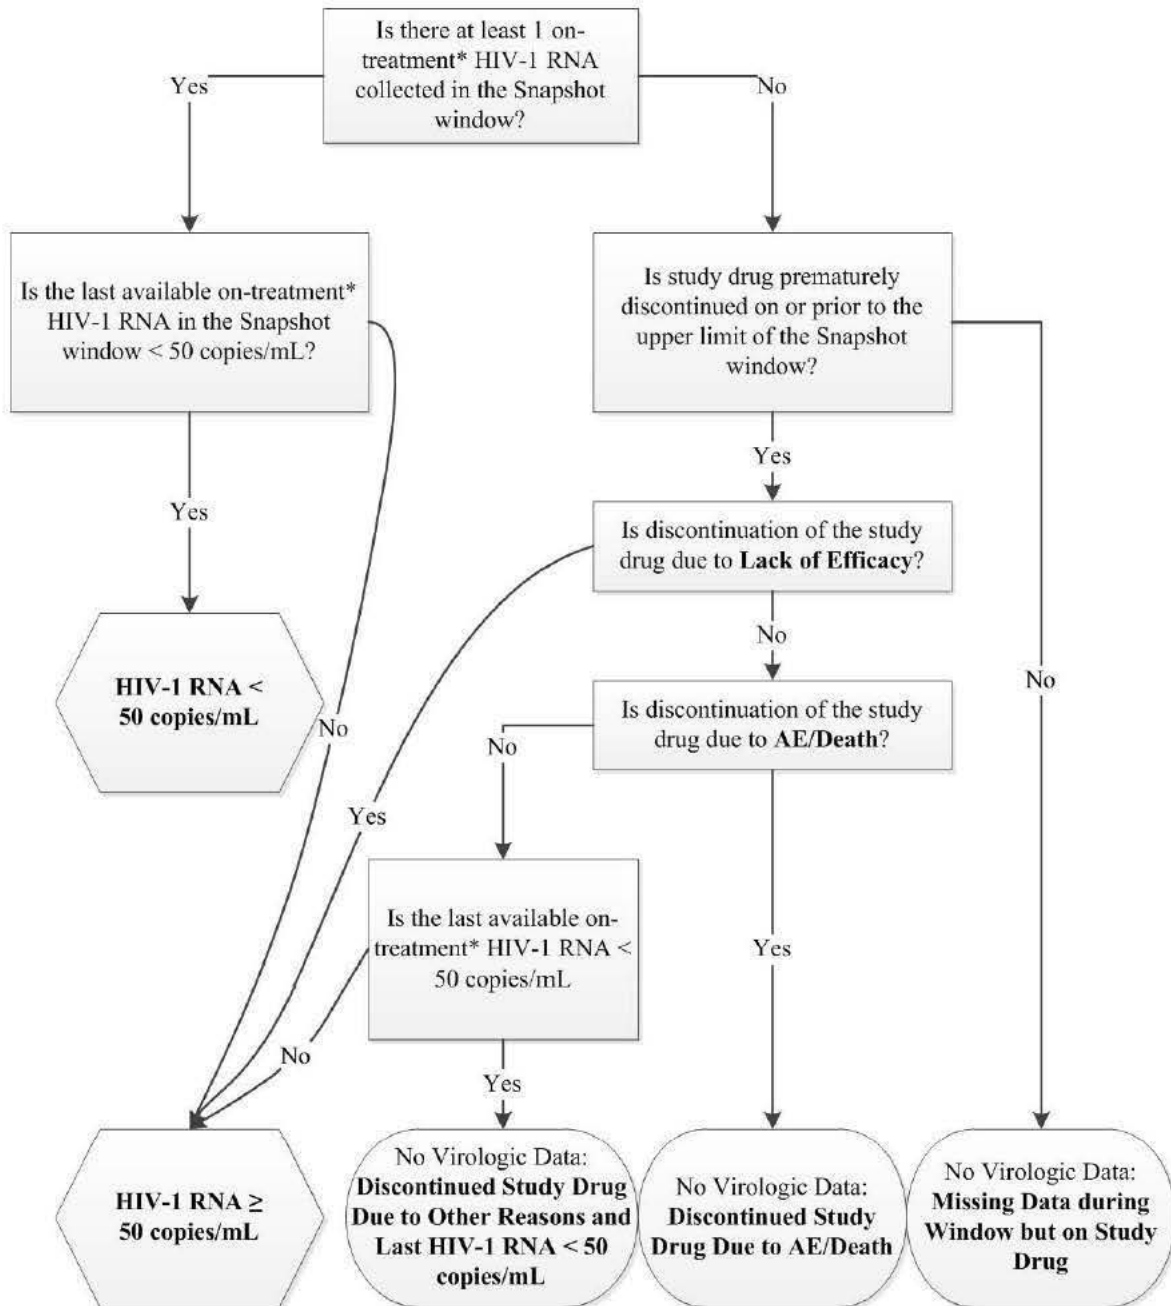 Is there at least 1 on-
treatment* HIV-1 RNA
collected in the Snapshot
window?
Yes
No
Is the last available on-treatment*
HIV-1 RNA in the Snapshot
window < 50 copies/mL?
Is study drug prematurely
discontinued on or prior to the
upper limit of the Snapshot
window?
Yes
Yes
Is discontinuation of the study
drug due to Lack of Efficacy?
No
HIV-1 RNA <
50 copies/mL
No
No
Is discontinuation of the study
drug due to AE/Death?
No
Yes
Is the last available on-
treatment* HIV-1 RNA <
50 copies/mL
Yes
No
Yes
HIV-1 RNA ≥
50 copies/mL
No Virologic Data:
Discontinued Study Drug
Due to Other Reasons and
Last HIV-1 RNA < 50
copies/mL
No Virologic Data:
Discontinued Study
Drug Due to AE/Death
No Virologic Data:
Missing Data during
Window but on Study
Drug